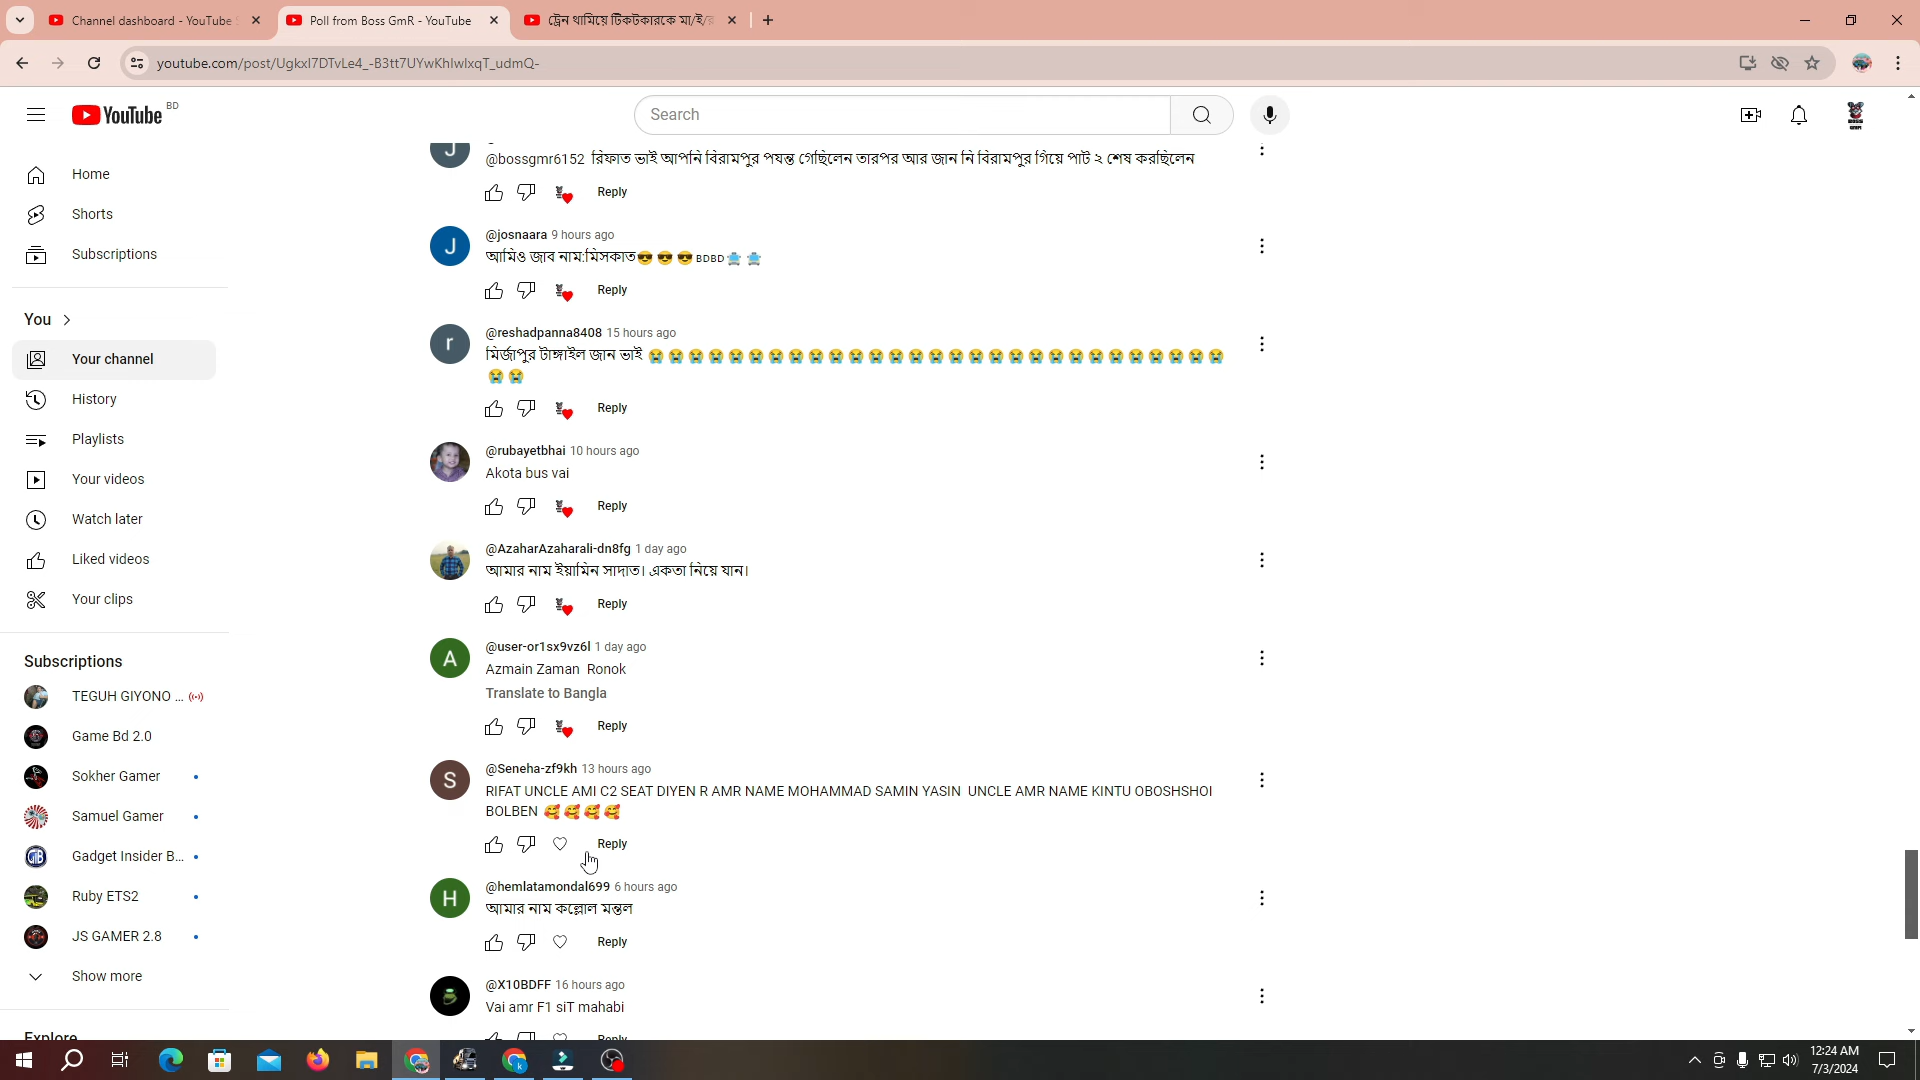 Channel dashboard - YouTube
Poll from Boss GmR - YouTube
ট্রেন থামিয়ে টিকটকারকে মা/ই/র
youtube.com/post/UgkxI7DTvLe4_-B3tt7UYwKhIwlxqT_udmQ-
YouTube BD
Search
Home
Shorts
Subscriptions
You
Your channel
History
Playlists
Your videos
Watch later
Liked videos
Your clips
Subscriptions
TEGUH GIYONO ...
Game Bd 2.0
Sokher Gamer
Samuel Gamer
Gadget Insider B...
Ruby ETS2
JS GAMER 2.8
Show more
Explore
@bossgmr6152 রিফাত ভাই আপনি বিরামপুর পযন্ত গেছিলেন তারপর আর জান নি বিরামপুর গিয়ে পাট ২ শেষ করছিলেন
Reply
@josnaara 9 hours ago
আমিও জাব নাম:মিসকাত😎😎😎BDBD🚊🚊
Reply
@reshadpanna8408 15 hours ago
মির্জাপুর টাঙ্গাইল জান ভাই 😭😭😭😭😭😭😭😭😭😭😭😭😭😭😭😭😭😭😭😭😭😭😭😭😭😭😭😭😭
😭😭
Reply
@rubayetbhai 10 hours ago
Akota bus vai
Reply
@AzaharAzaharali-dn8fg 1 day ago
আমার নাম ইয়ামিন সাদাত। একতা নিয়ে যান।
Reply
@user-or1sx9vz6l 1 day ago
Azmain Zaman Ronok
Translate to Bangla
Reply
@Seneha-zf9kh 13 hours ago
RIFAT UNCLE AMI C2 SEAT DIYEN R AMR NAME MOHAMMAD SAMIN YASIN UNCLE AMR NAME KINTU OBOSHSHOI
BOLBEN 🥰🥰🥰🥰
Reply
@hemlatamondal699 6 hours ago
আমার নাম কল্লোল মন্ডল
Reply
@X10BDFF 16 hours ago
Vai amr F1 siT mahabi
Reply
12:24 AM
7/3/2024